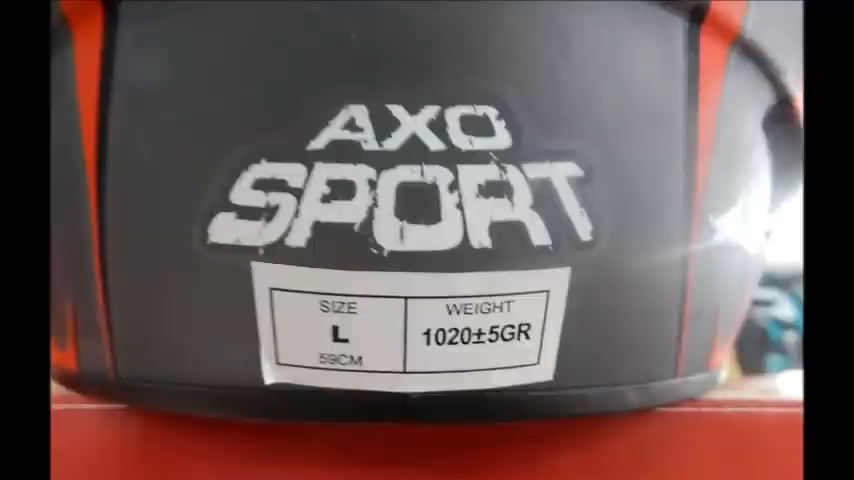 AXO
SPORT
SIZE
L
59CM
WEIGHT
1020±5GR